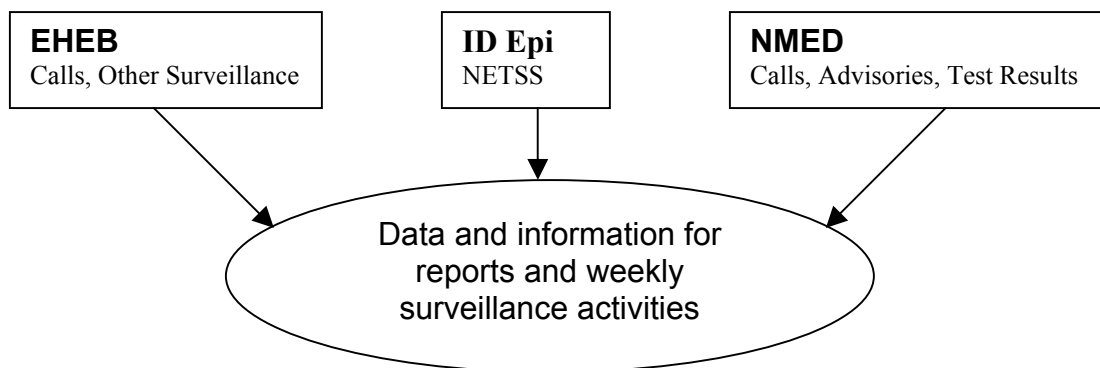 EHEB
Calls, Other Surveillance
ID Epi
NETSS
NMED
Calls, Advisories, Test Results
Data and information for
reports and weekly
surveillance activities